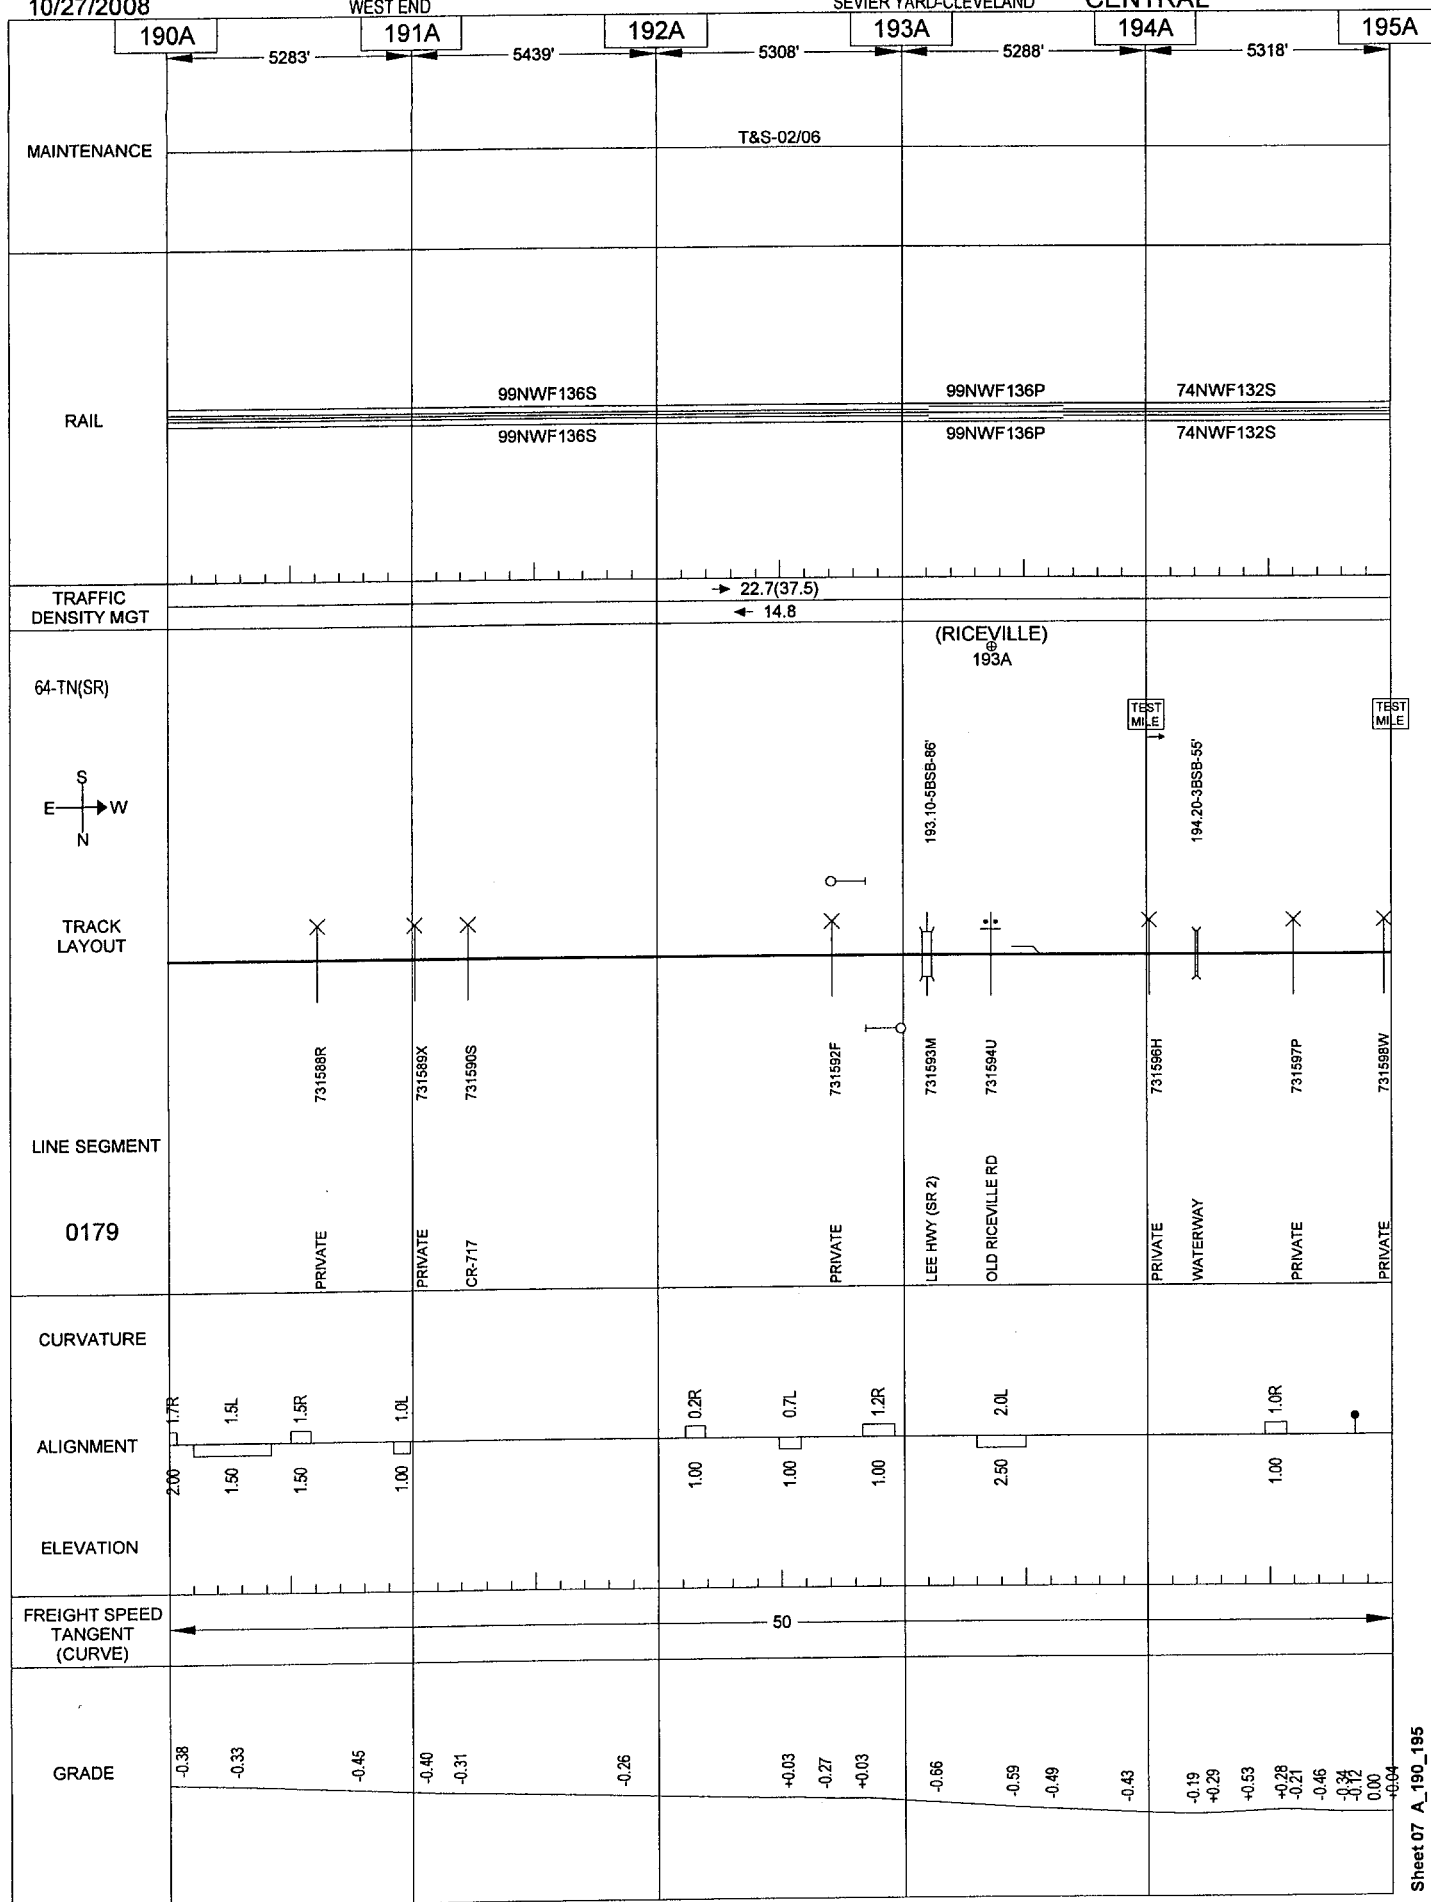 10/27/2008 WEST END SEVIER YARD-CLEVELAND CENTRAL
190A 191A 192A 193A 194A 195A
5283' 5439' 5308' 5288' 5318'
MAINTENANCE
T&S-02/06
RAIL
99NWF136S 99NWF136P 74NWF132S
99NWF136S 99NWF136P 74NWF132S
TRAFFIC
DENSITY MGT
22.7(37.5)
14.8
(RICEVILLE)
193A
64-TN(SR)
TEST
MILE
TEST
MILE
S
E W
N
193.10-5BSB-86'
194.20-3BSB-55'
TRACK
LAYOUT
731588R
731589X
731590S
731592F
731593M
731594U
731596H
731597P
731598W
LINE SEGMENT
0179
PRIVATE
PRIVATE
CR-717
PRIVATE
LEE HWY (SR 2)
OLD RICEVILLE RD
PRIVATE
WATERWAY
PRIVATE
PRIVATE
CURVATURE
1.7R 1.5L 1.5R 1.0L 0.2R 0.7L 1.2R 2.0L 1.0R
ALIGNMENT
2.00 1.50 1.50 1.00 1.00 1.00 1.00 2.50 1.00
ELEVATION
FREIGHT SPEED
TANGENT
(CURVE)
50
GRADE
-0.38 -0.33 -0.45 -0.40 -0.31 -0.26 +0.03 -0.27 +0.03 -0.66 -0.59 -0.49 -0.43 -0.19 +0.29 +0.53 +0.28 -0.21 -0.46 -0.34 -0.12 0.00 +0.04
Sheet 07 A_190_195